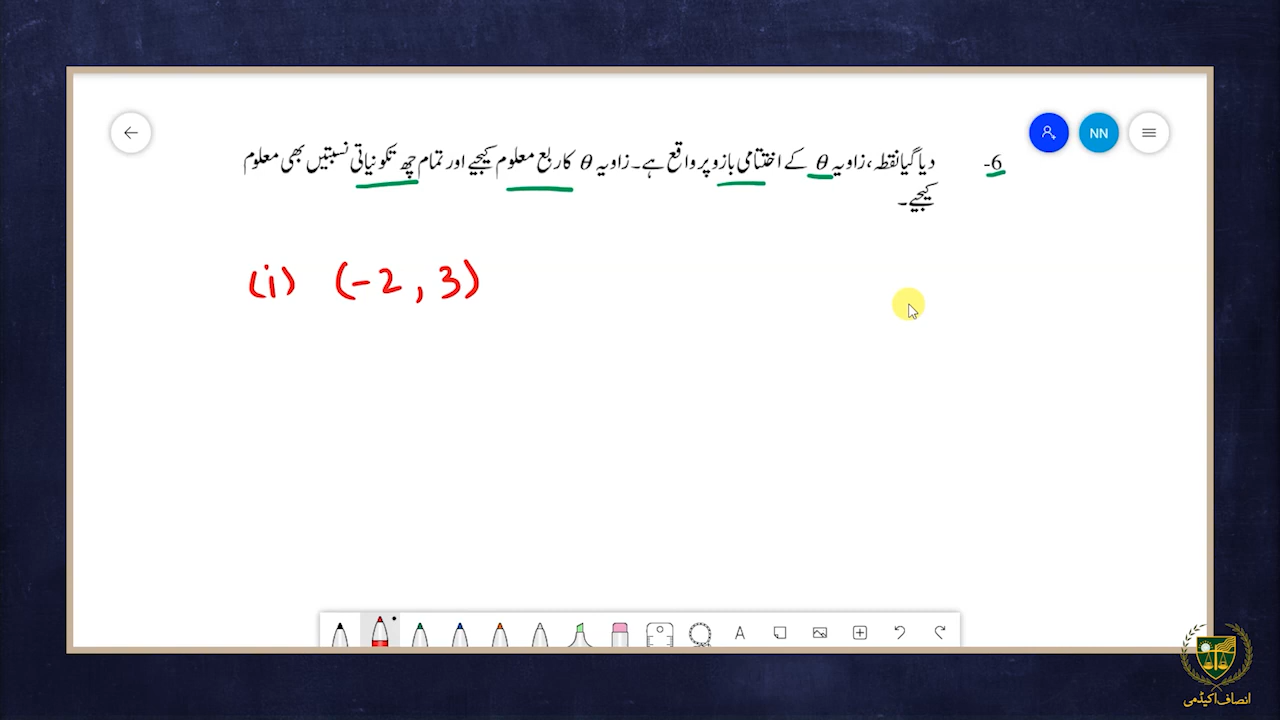 NN
6- دیا گیا نقطہ، زاویہ θ کے اختتامی بازو پر واقع ہے۔ زاویہ θ کا ربع معلوم کیجیے اور تمام چھ تکونیاتی نسبتیں بھی معلوم
کیجیے۔
(i) (-2, 3)
A
انصاف اکیڈمی